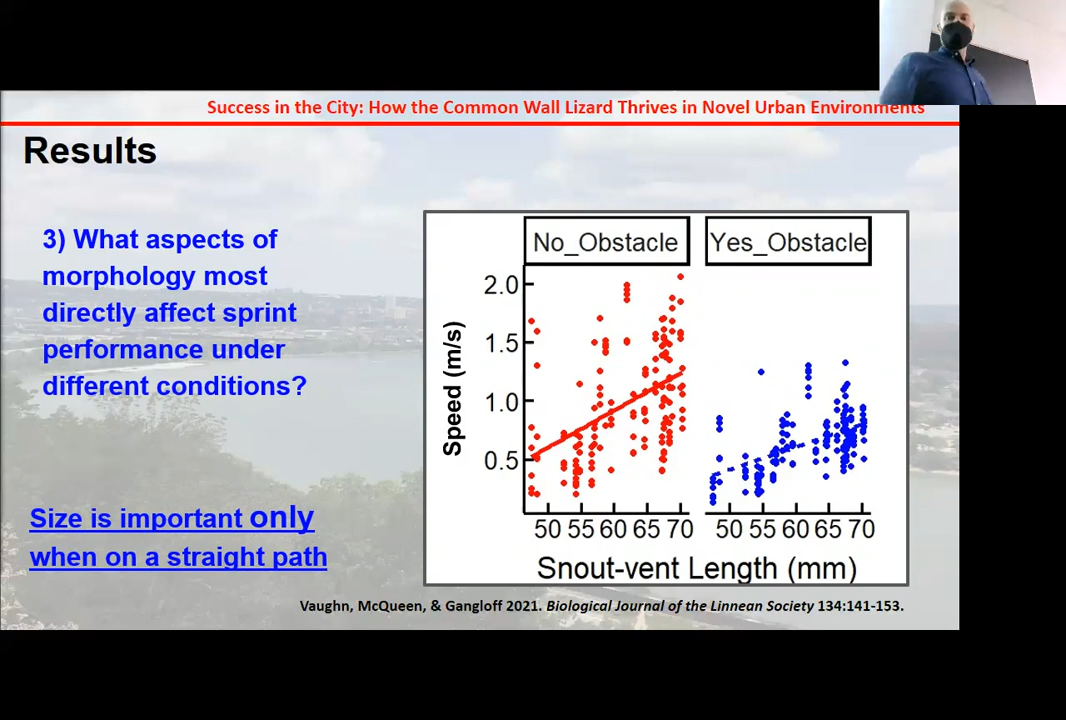 Success in the City: How the Common Wall Lizard Thrives in Novel Urban Environments
Results
3) What aspects of
morphology most
directly affect sprint
performance under
different conditions?
Size is important only
when on a straight path
No_Obstacle
Yes_Obstacle
Speed (m/s)
2.0
1.5
1.0
0.5
50 55 60 65 70
50 55 60 65 70
Snout-vent Length (mm)
Vaughn, McQueen, & Gangloff 2021. Biological Journal of the Linnean Society 134:141-153.